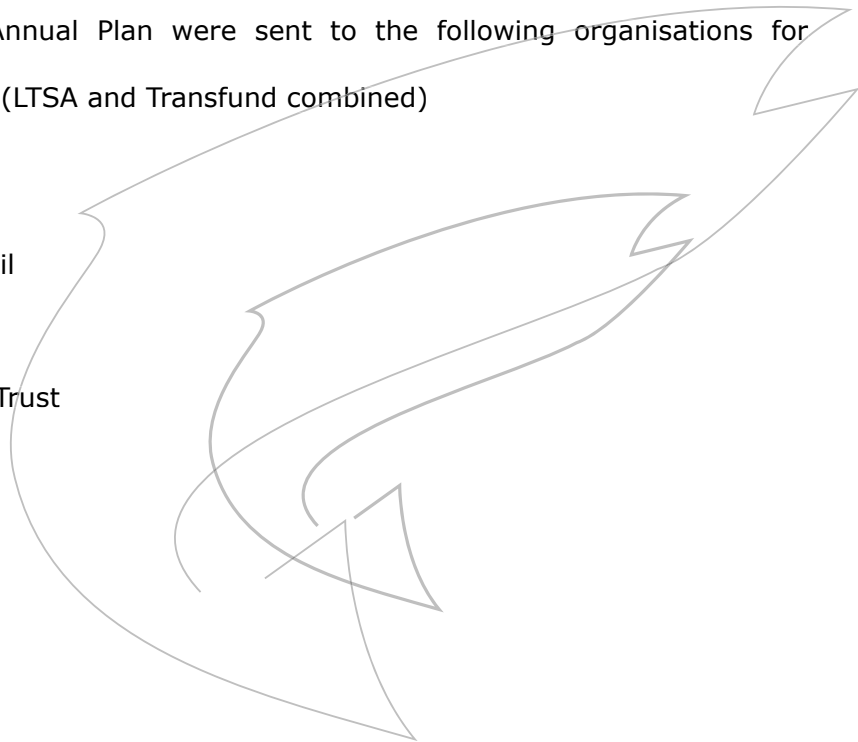 Annual Plan were sent to the following organisations for
(LTSA and Transfund combined)
il
Trust